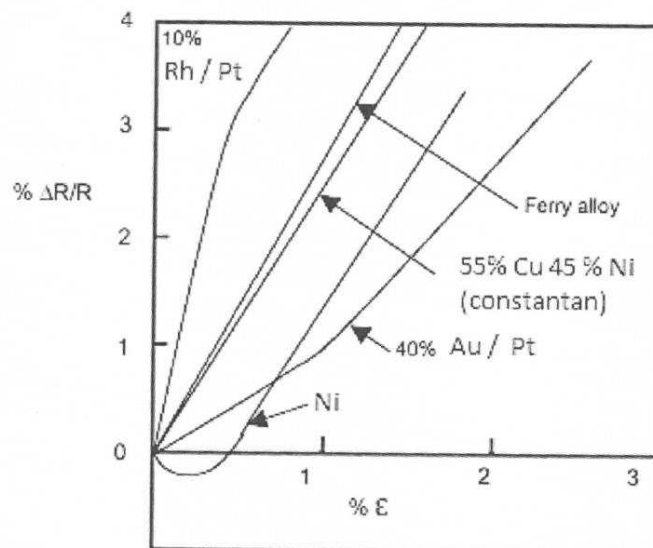 4
10%
Rh / Pt
3
% ΔR/R
Ferry alloy
2
55% Cu 45 % Ni
(constantan)
1
40% Au / Pt
Ni
0
1
2
3
% ε